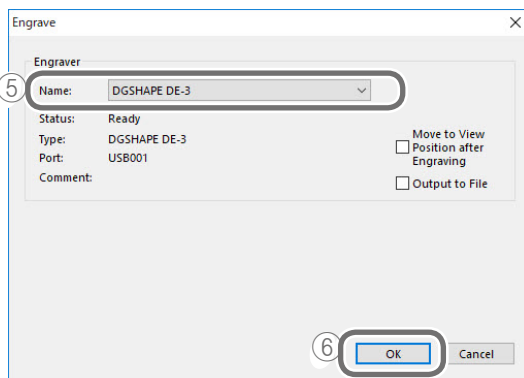 Engrave
Engraver
⑤ Name: DGSHAPE DE-3
Status: Ready
Type: DGSHAPE DE-3
Port: USB001
Comment:
Move to View
Position after
Engraving
Output to File
⑥ OK Cancel